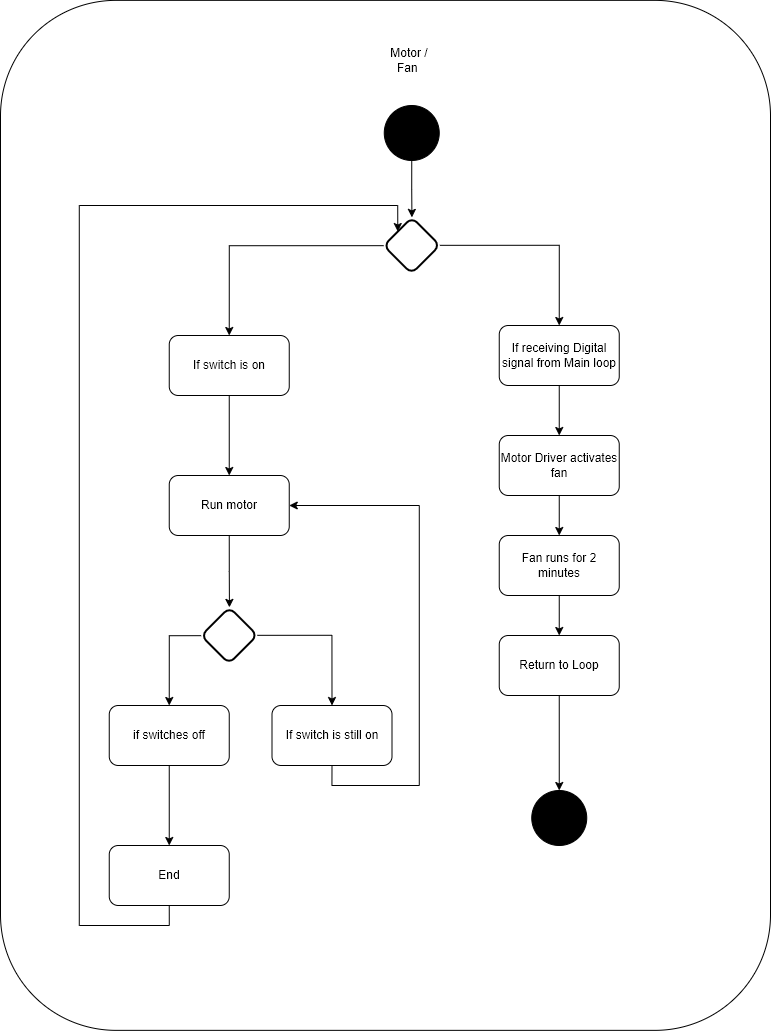 Motor /
Fan
If switch is on
If receiving Digital
signal from Main loop
Run motor
Motor Driver activates
fan
Fan runs for 2
minutes
Return to Loop
if switches off
If switch is still on
End